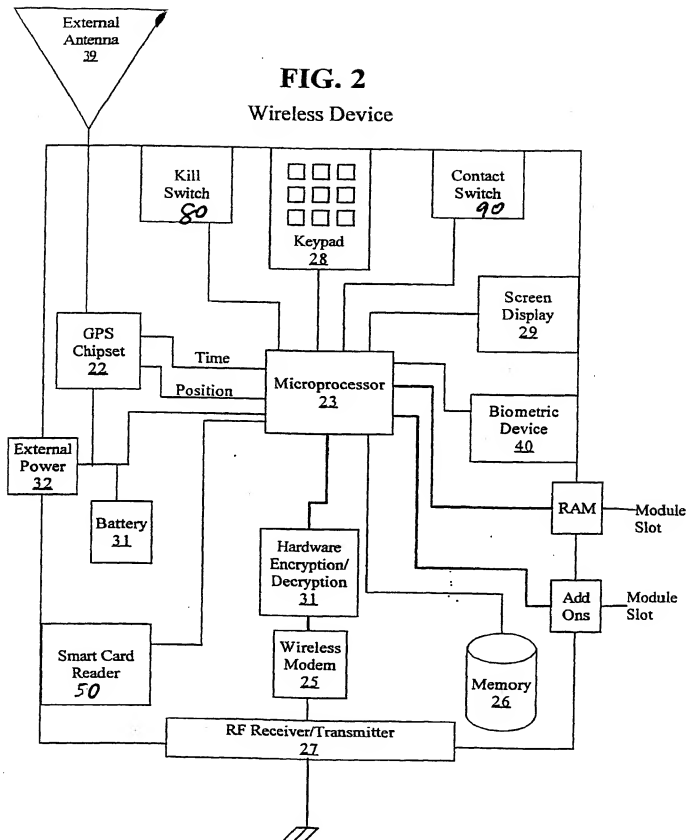 External
Antenna
39
FIG. 2
Wireless Device
Kill
Switch
80
Keypad
28
Contact
Switch
90
Screen
Display
29
GPS
Chipset
22
Time
Position
Microprocessor
23
Biometric
Device
40
External
Power
32
Battery
31
RAM
Module
Slot
Hardware
Encryption/
Decryption
31
Add
Ons
Module
Slot
Smart Card
Reader
50
Wireless
Modem
25
Memory
26
RF Receiver/Transmitter
27